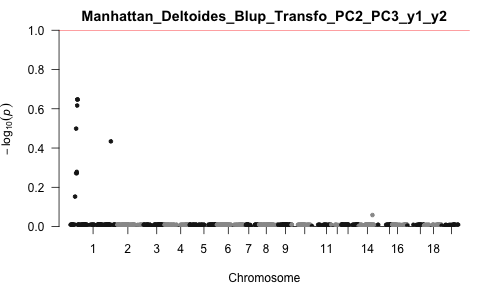 Manhattan_Deltoides_Blup_Transfo_PC2_PC3_y1_y2
1.0
0.8
0.6
0.4
0.2
0.0
− log10(p)
1 2 3 4 5 6 7 8 9 11 14 16 18
Chromosome